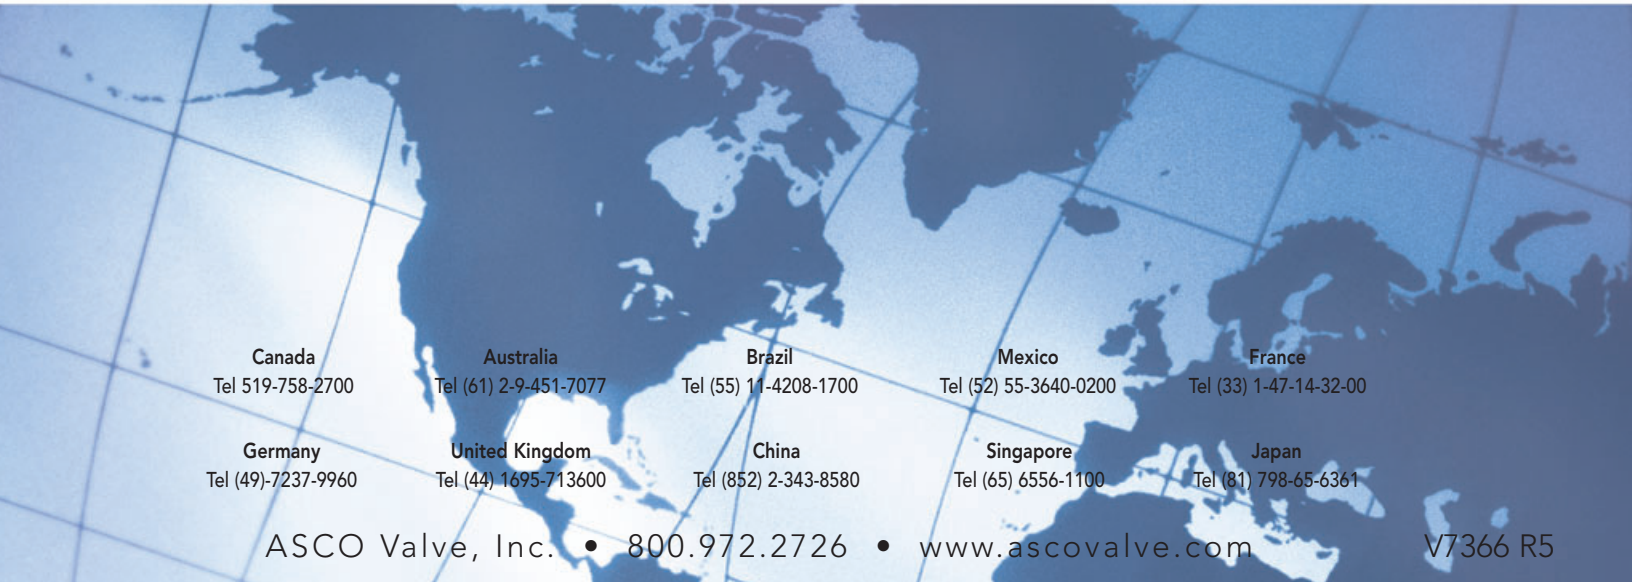 Canada Australia Brazil Mexico France
Tel 519-758-2700 Tel (61) 2-9-451-7077 Tel (55) 11-4208-1700 Tel (52) 55-3640-0200 Tel (33) 1-47-14-32-00
Germany United Kingdom China Singapore Japan
Tel (49)-7237-9960 Tel (44) 1695-713600 Tel (852) 2-343-8580 Tel (65) 6556-1100 Tel (81) 798-65-6361
ASCO Valve, Inc. • 800.972.2726 • www.ascovalve.com V7366 R5